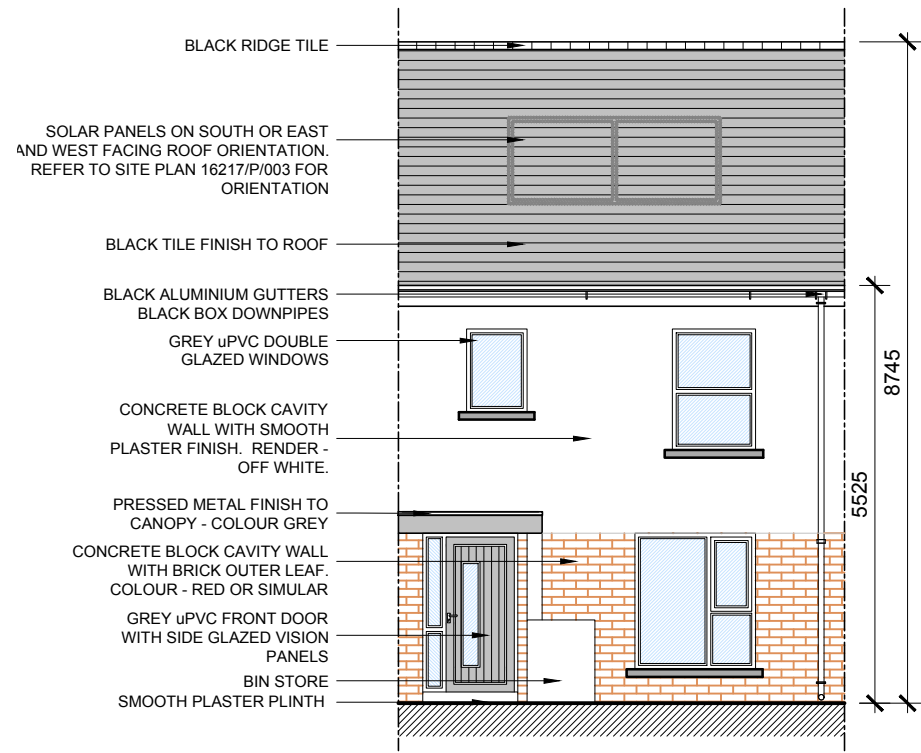 BLACK RIDGE TILE
SOLAR PANELS ON SOUTH OR EAST
AND WEST FACING ROOF ORIENTATION.
REFER TO SITE PLAN 16217/P/003 FOR
ORIENTATION
BLACK TILE FINISH TO ROOF
BLACK ALUMINIUM GUTTERS
BLACK BOX DOWNPIPES
GREY uPVC DOUBLE
GLAZED WINDOWS
CONCRETE BLOCK CAVITY
WALL WITH SMOOTH
PLASTER FINISH. RENDER -
OFF WHITE.
PRESSED METAL FINISH TO
CANOPY - COLOUR GREY
CONCRETE BLOCK CAVITY WALL
WITH BRICK OUTER LEAF.
COLOUR - RED OR SIMULAR
GREY uPVC FRONT DOOR
WITH SIDE GLAZED VISION
PANELS
BIN STORE
SMOOTH PLASTER PLINTH
5525
8745